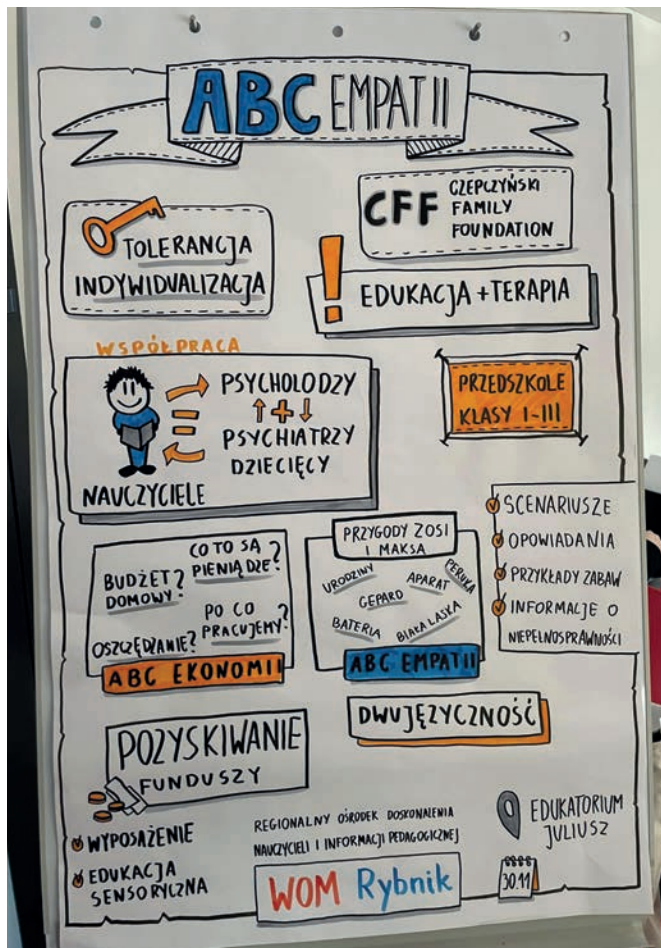 ABC EMPATII
TOLERANCJA
INDYWIDUALIZACJA
CFF
CZEPCZYŃSKI
FAMILY
FOUNDATION
! EDUKACJA + TERAPIA
WSPÓŁPRACA
PSYCHOLODZY
+
PSYCHIATRZY
DZIECIĘCY
NAUCZYCIELE
PRZEDSZKOLE
KLASY I-III
CO TO SĄ
PIENIĄDZE?
BUDŻET
DOMOWY?
PO CO
PRACUJEMY?
OSZCZĘDZANIE?
ABC EKONOMII
PRZYGODY ZOSI
I MAKSA
URODZINY
APARAT
PERUKA
GEPARD
BATERIA
BIAŁA LASKA
ABC EMPATII
SCENARIUSZE
OPOWIADANIA
PRZYKŁADY ZABAW
INFORMACJE O
NIEPEŁNOSPRAWNOŚCI
DWUJĘZYCZNOŚĆ
POZYSKIWANIE
FUNDUSZY
WYPOSAŻENIE
EDUKACJA
SENSORYCZNA
REGIONALNY OŚRODEK DOSKONALENIA
NAUCZYCIELI I INFORMACJI PEDAGOGICZNEJ
WOM Rybnik
EDUKATORIUM
JULIUSZ
30.11